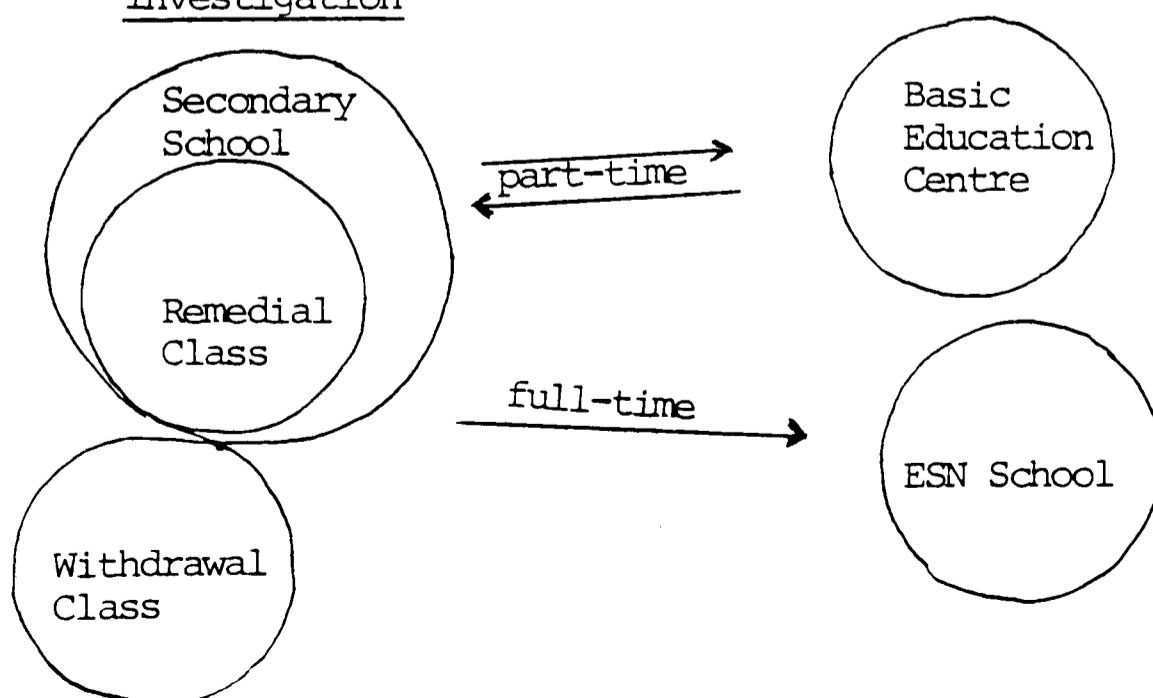 Investigation
Secondary
School
Remedial
Class
Withdrawal
Class
part-time
full-time
Basic
Education
Centre
ESN School